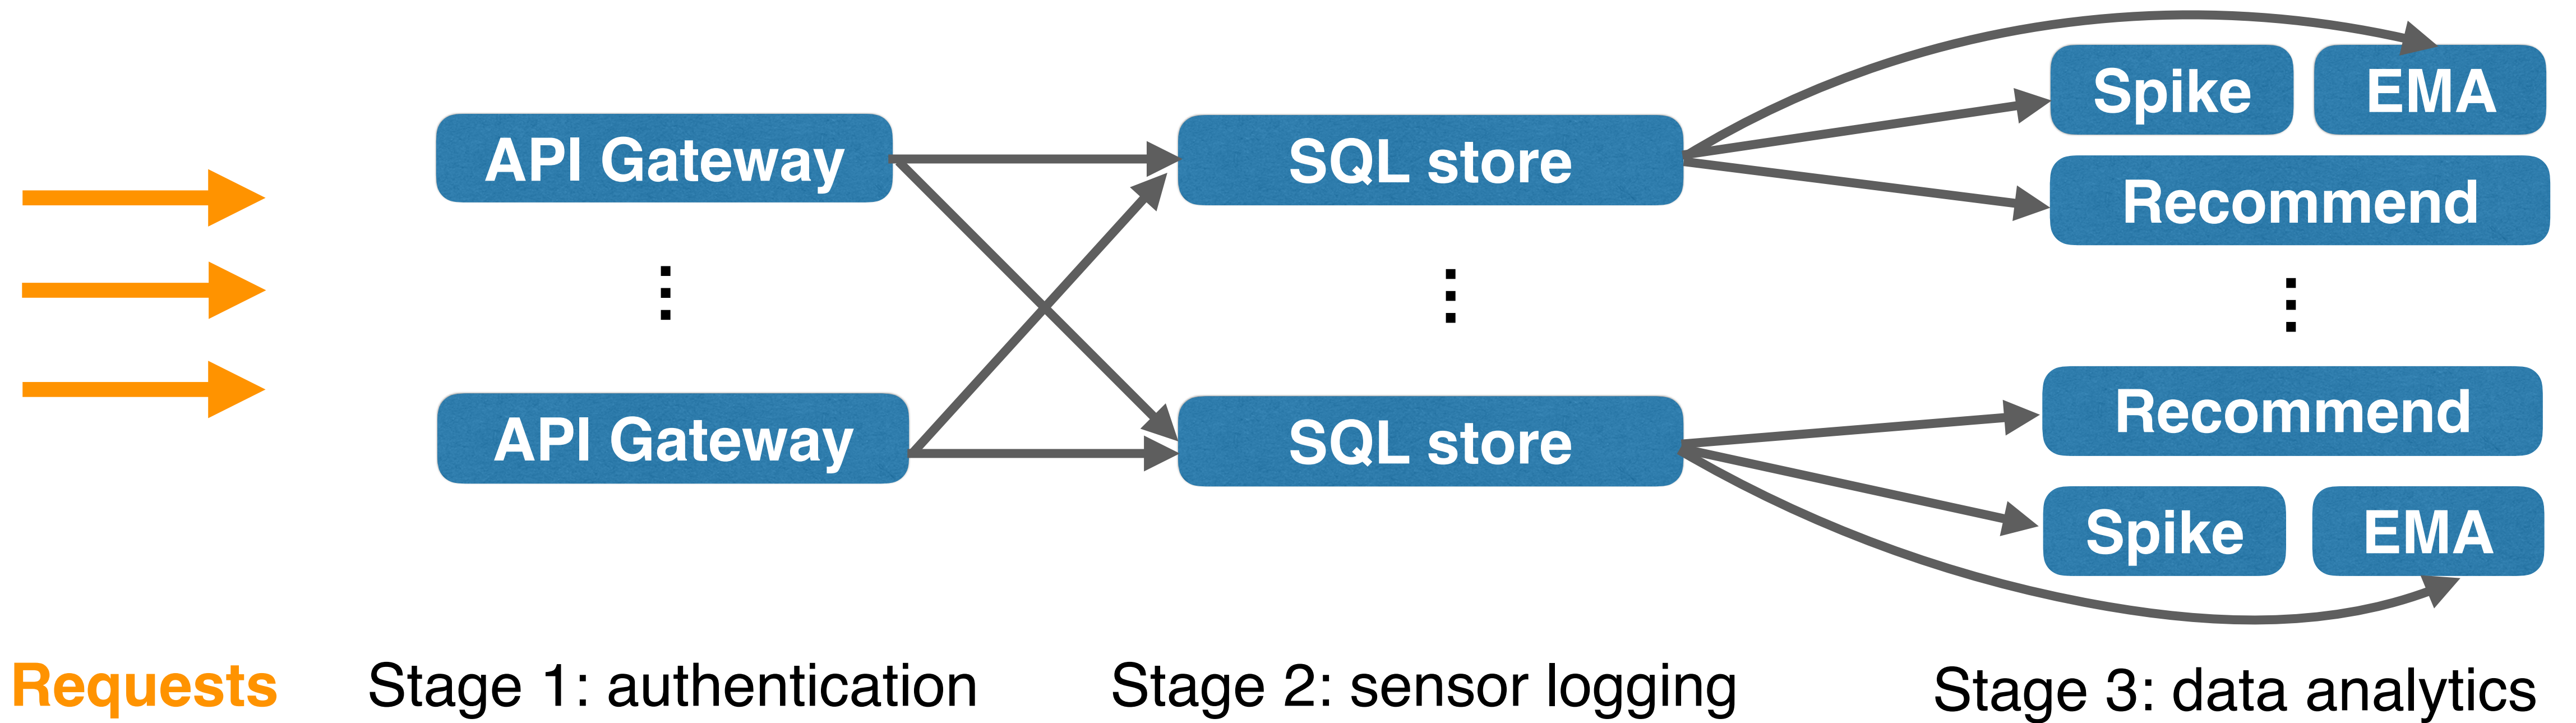 Spike EMA
API Gateway SQL store
Recommend
Recommend
API Gateway SQL store
Spike EMA
Requests Stage 1: authentication Stage 2: sensor logging Stage 3: data analytics